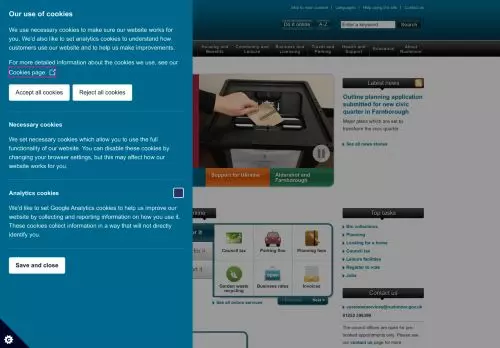 Our use of cookies
We use necessary cookies to make sure our website works for
you. We'd also like to set analytics cookies to understand how
customers use our website and to help us make improvements.
For more detailed information about the cookies we use, see our
Cookies page.
Accept all cookies
Reject all cookies
Necessary cookies
We set necessary cookies which allow you to use the full
functionality of our website. You can disable these cookies by
changing your browser settings, but this may affect how our
website works for you.
Analytics cookies
We'd like to set Google Analytics cookies to help us improve our
website by collecting and reporting information on how you use it.
These cookies collect information in a way that will not directly
identify you.
Save and close
Skip to main content | Languages | Help using this site | Contact us
Do it online
A-Z
Enter a keyword
Search
Housing and
Benefits
Community and
Leisure
Business and
Licensing
Travel and
Parking
Health and
Support
Insurance
About
Rushmoor
Support for Ukraine
Aldershot and
Farnborough
Latest news
Outline planning application
submitted for new civic
quarter in Farnborough
Major plans which are set to
transform the civic quarter.
See all news stories
Council tax
Parking fine
Planning fees
Garden waste
recycling
Business rates
Invoices
See all online services
Previous
Next
Top tasks
Bin collections
Planning
Looking for a home
Council tax
Leisure facilities
Register to vote
Jobs
Contact us
customerservices@rushmoor.gov.uk
01252 398399
The council offices are open for pre-
booked appointments only. Please see
our contact us page for more